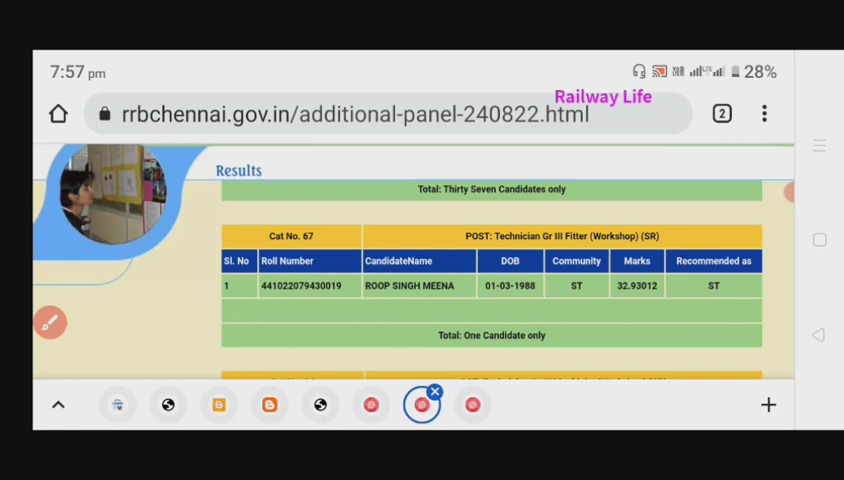 7:57 pm
28%
Railway Life
rrbchennai.gov.in/additional-panel-240822.html
2
Results
Total: Thirty Seven Candidates only
Cat No. 67 POST: Technician Gr III Fitter (Workshop) (SR)
Sl. No Roll Number CandidateName DOB Community Marks Recommended as
1 441022079430019 ROOP SINGH MEENA 01-03-1988 ST 32.93012 ST
Total: One Candidate only